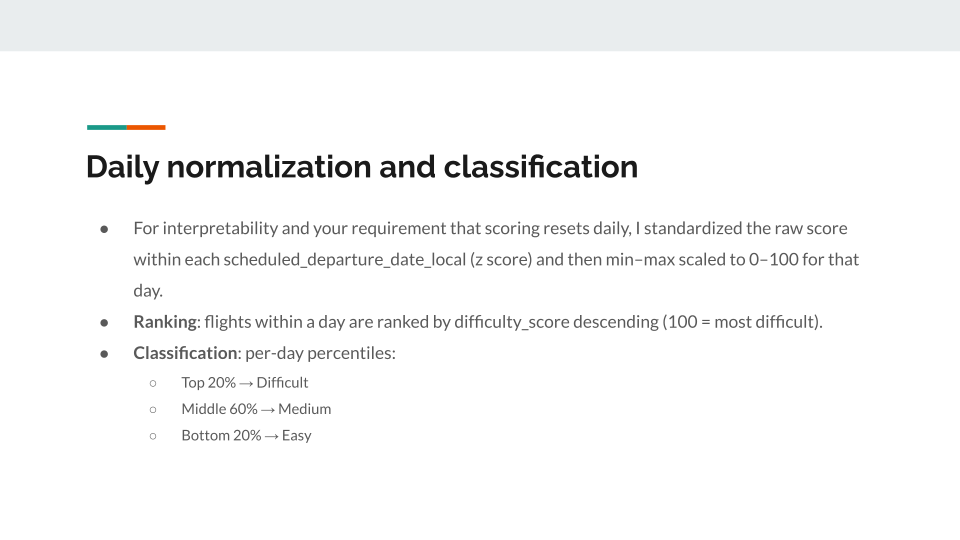 Daily normalization and classification
● For interpretability and your requirement that scoring resets daily, I standardized the raw score
within each scheduled_departure_date_local (z score) and then min–max scaled to 0–100 for that
day.
● Ranking: flights within a day are ranked by difficulty_score descending (100 = most difficult).
● Classification: per-day percentiles:
○ Top 20% → Difficult
○ Middle 60% → Medium
○ Bottom 20% → Easy